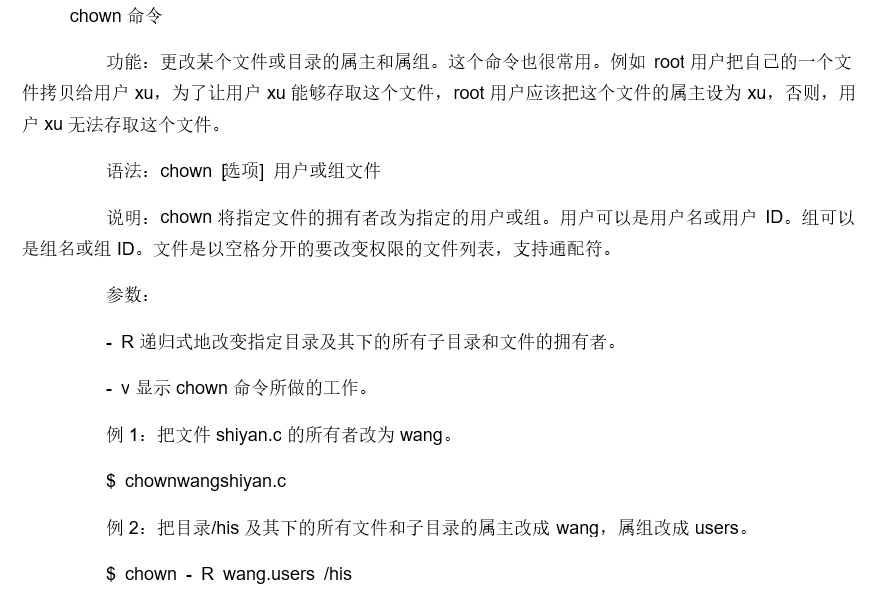 chown 命令
功能：更改某个文件或目录的属主和属组。这个命令也很常用。例如 root 用户把自己的一个文
件拷贝给用户 xu，为了让用户 xu 能够存取这个文件，root 用户应该把这个文件的属主设为 xu，否则，用
户 xu 无法存取这个文件。
语法：chown [选项] 用户或组文件
说明：chown 将指定文件的拥有者改为指定的用户或组。用户可以是用户名或用户 ID。组可以
是组名或组 ID。文件是以空格分开的要改变权限的文件列表，支持通配符。
参数：
- R 递归式地改变指定目录及其下的所有子目录和文件的拥有者。
- v 显示 chown 命令所做的工作。
例 1：把文件 shiyan.c 的所有者改为 wang。
$ chownwangshiyan.c
例 2：把目录/his 及其下的所有文件和子目录的属主改成 wang，属组改成 users。
$ chown - R wang.users /his